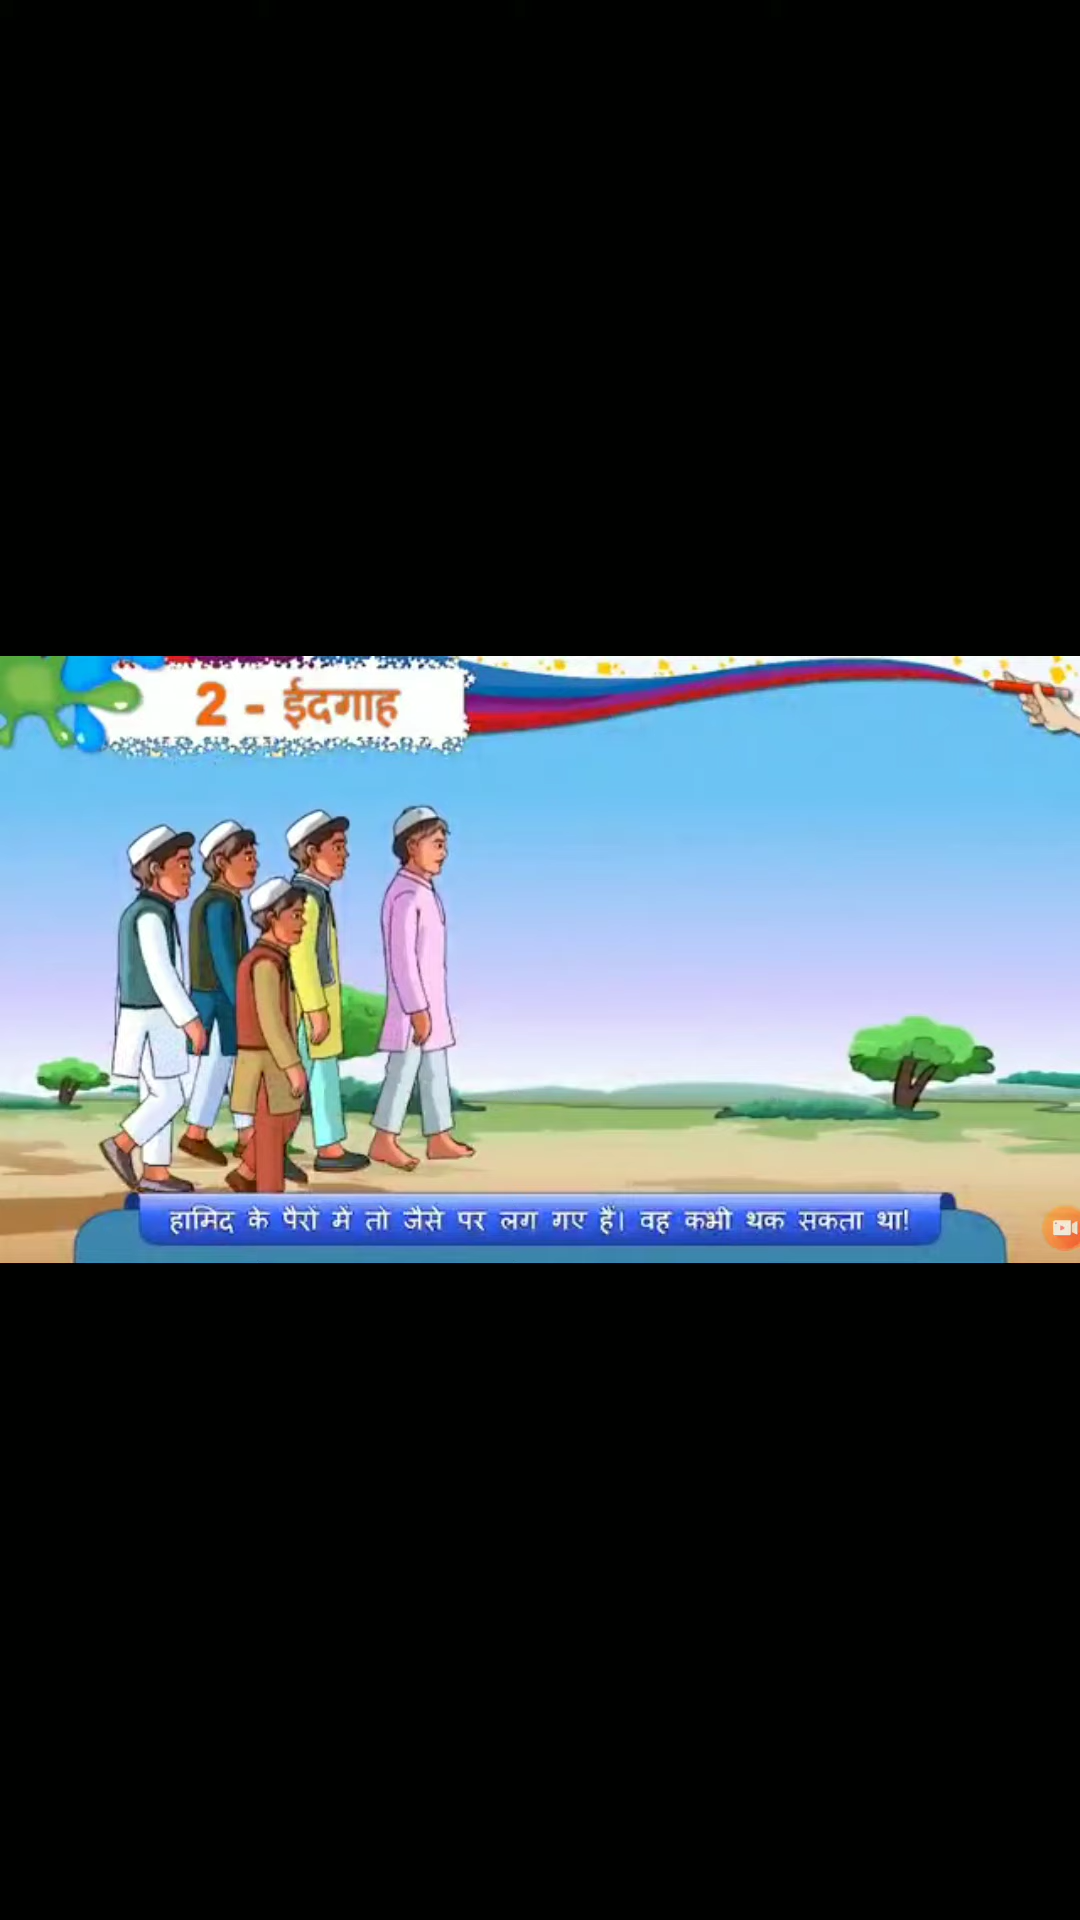 2 - ईदगाह
हामिद के पैरों में तो जैसे पर लग गए हैं। वह कभी थक सकता था!